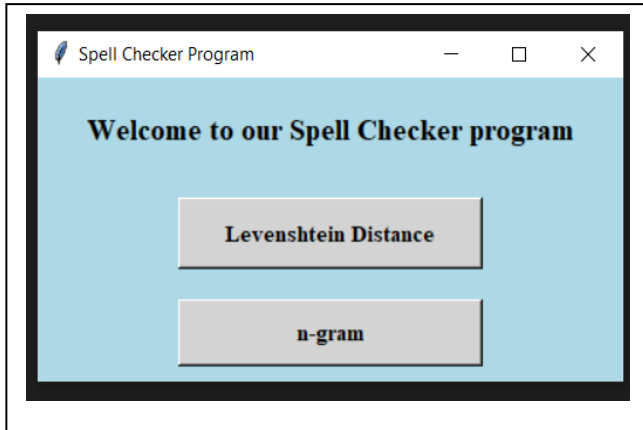 Spell Checker Program
Welcome to our Spell Checker program
Levenshtein Distance
n-gram